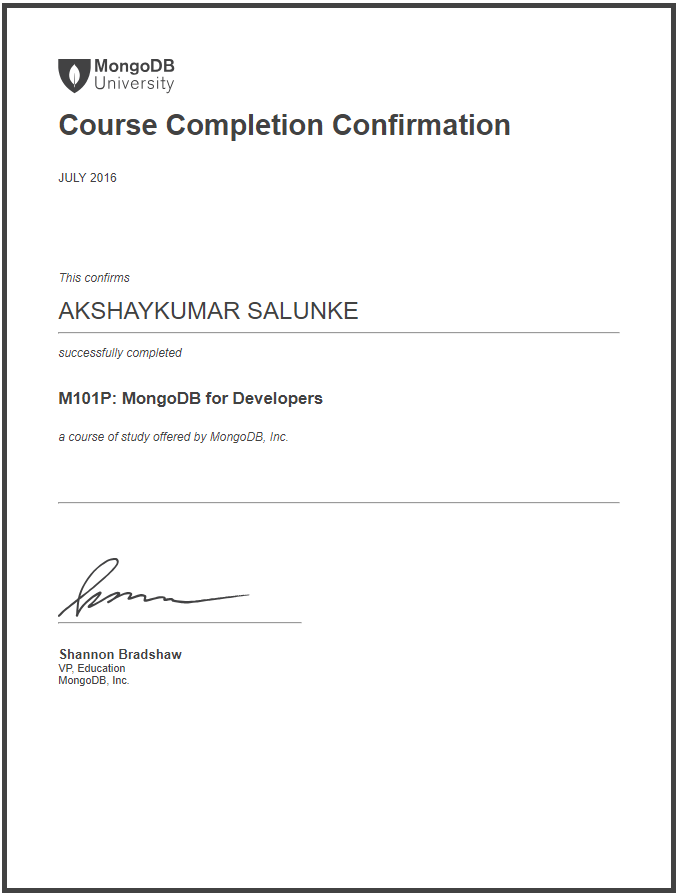 MongoDB
University
Course Completion Confirmation
JULY 2016
This confirms
AKSHAYKUMAR SALUNKE
successfully completed
M101P: MongoDB for Developers
a course of study offered by MongoDB, Inc.
Shannon Bradshaw
VP, Education
MongoDB, Inc.